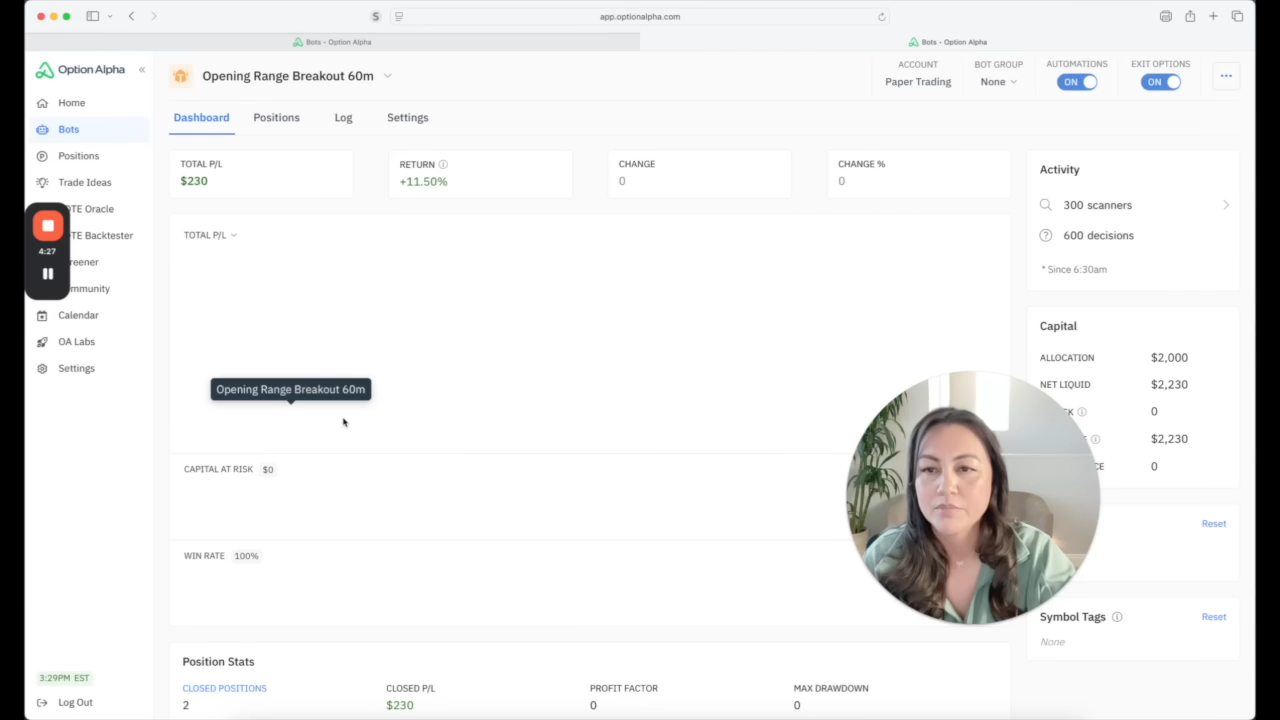 S
app.optionalpha.com
Bots - Option Alpha
Bots - Option Alpha
Option Alpha
«
Opening Range Breakout 60m
ACCOUNT
Paper Trading
BOT GROUP
None
AUTOMATIONS
ON
EXIT OPTIONS
ON
Home
Bots
Positions
Trade Ideas
DTE Oracle
DTE Backtester
reener
mmunity
Calendar
OA Labs
Settings
4:27
Dashboard
Positions
Log
Settings
TOTAL P/L
$230
RETURN
+11.50%
CHANGE
0
CHANGE %
0
TOTAL P/L
Opening Range Breakout 60m
CAPITAL AT RISK $0
WIN RATE 100%
Activity
300 scanners
600 decisions
* Since 6:30am
Capital
ALLOCATION $2,000
NET LIQUID $2,230
SK 0
E $2,230
CE 0
Reset
Symbol Tags
Reset
None
Position Stats
CLOSED POSITIONS
2
CLOSED P/L
$230
PROFIT FACTOR
0
MAX DRAWDOWN
0
3:29PM EST
Log Out